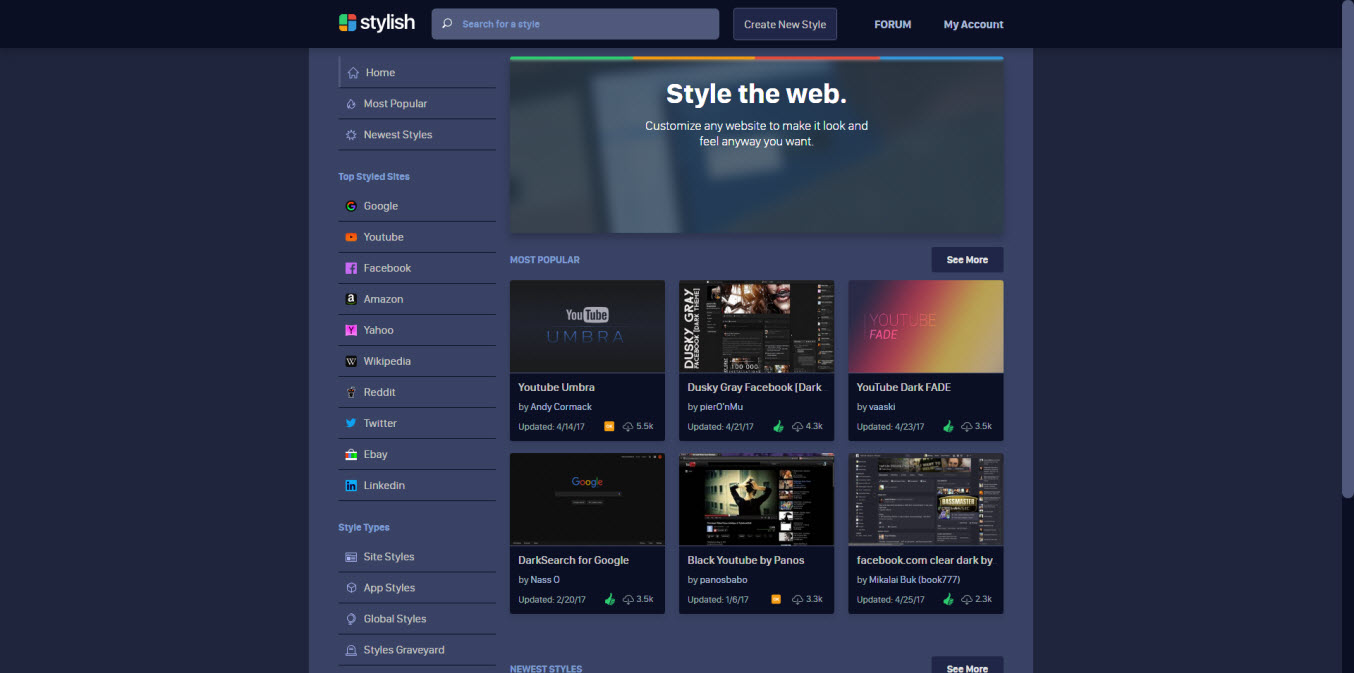 stylish
Search for a style
Create New Style
FORUM
My Account
Home
Most Popular
Newest Styles
Top Styled Sites
Google
Youtube
Facebook
Amazon
Yahoo
Wikipedia
Reddit
Twitter
Ebay
Linkedin
Style Types
Site Styles
App Styles
Global Styles
Styles Graveyard
Style the web.
Customize any website to make it look and
feel anyway you want.
MOST POPULAR
See More
YouTube
UMBRA
Youtube Umbra
by Andy Cormack
Updated: 4/14/17
OK
5.5k
DUSKY GRAY
FACEBOOK [DARK THEME]
Dusky Gray Facebook [Dark
by pierO'nMu
Updated: 4/21/17
4.3k
YOUTUBE
FADE
YouTube Dark FADE
by vaaski
Updated: 4/23/17
3.5k
Google
DarkSearch for Google
by Nass O
Updated: 2/20/17
3.5k
Black Youtube by Panos
by panosbabo
Updated: 1/6/17
OK
3.3k
BASSMASTER
facebook.com clear dark by
by Mikalai Buk (book777)
Updated: 4/25/17
2.3k
NEWEST STYLES
See More